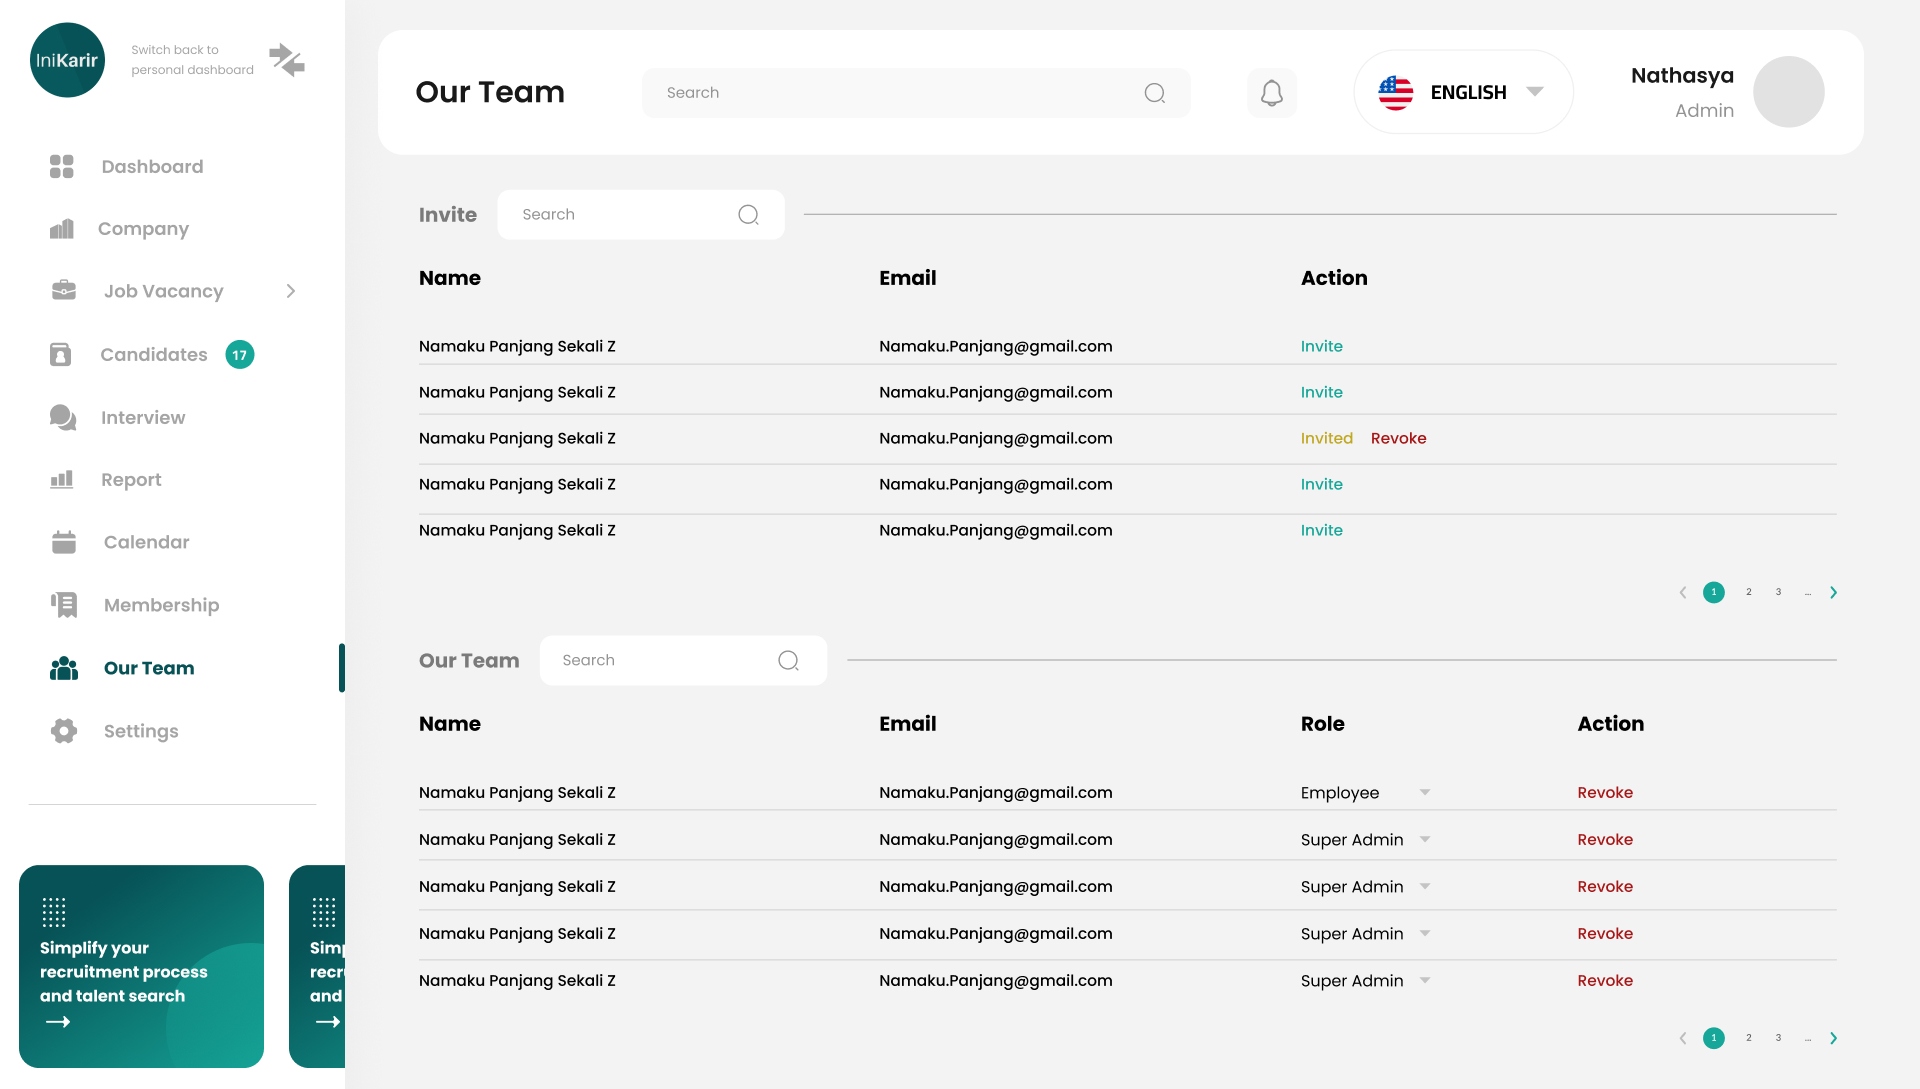 IniKarir
Switch back to
personal dashboard
Dashboard
Company
Job Vacancy
Candidates 17
Interview
Report
Calendar
Membership
Our Team
Settings
Simplify your
recruitment process
and talent search
Simp
recru
and
Our Team Search ENGLISH Nathasya
Admin
Invite Search
Name Email Action
Namaku Panjang Sekali Z Namaku.Panjang@gmail.com Invite
Namaku Panjang Sekali Z Namaku.Panjang@gmail.com Invite
Namaku Panjang Sekali Z Namaku.Panjang@gmail.com Invited Revoke
Namaku Panjang Sekali Z Namaku.Panjang@gmail.com Invite
Namaku Panjang Sekali Z Namaku.Panjang@gmail.com Invite
1 2 3 ...
Our Team Search
Name Email Role Action
Namaku Panjang Sekali Z Namaku.Panjang@gmail.com Employee Revoke
Namaku Panjang Sekali Z Namaku.Panjang@gmail.com Super Admin Revoke
Namaku Panjang Sekali Z Namaku.Panjang@gmail.com Super Admin Revoke
Namaku Panjang Sekali Z Namaku.Panjang@gmail.com Super Admin Revoke
Namaku Panjang Sekali Z Namaku.Panjang@gmail.com Super Admin Revoke
1 2 3 ...